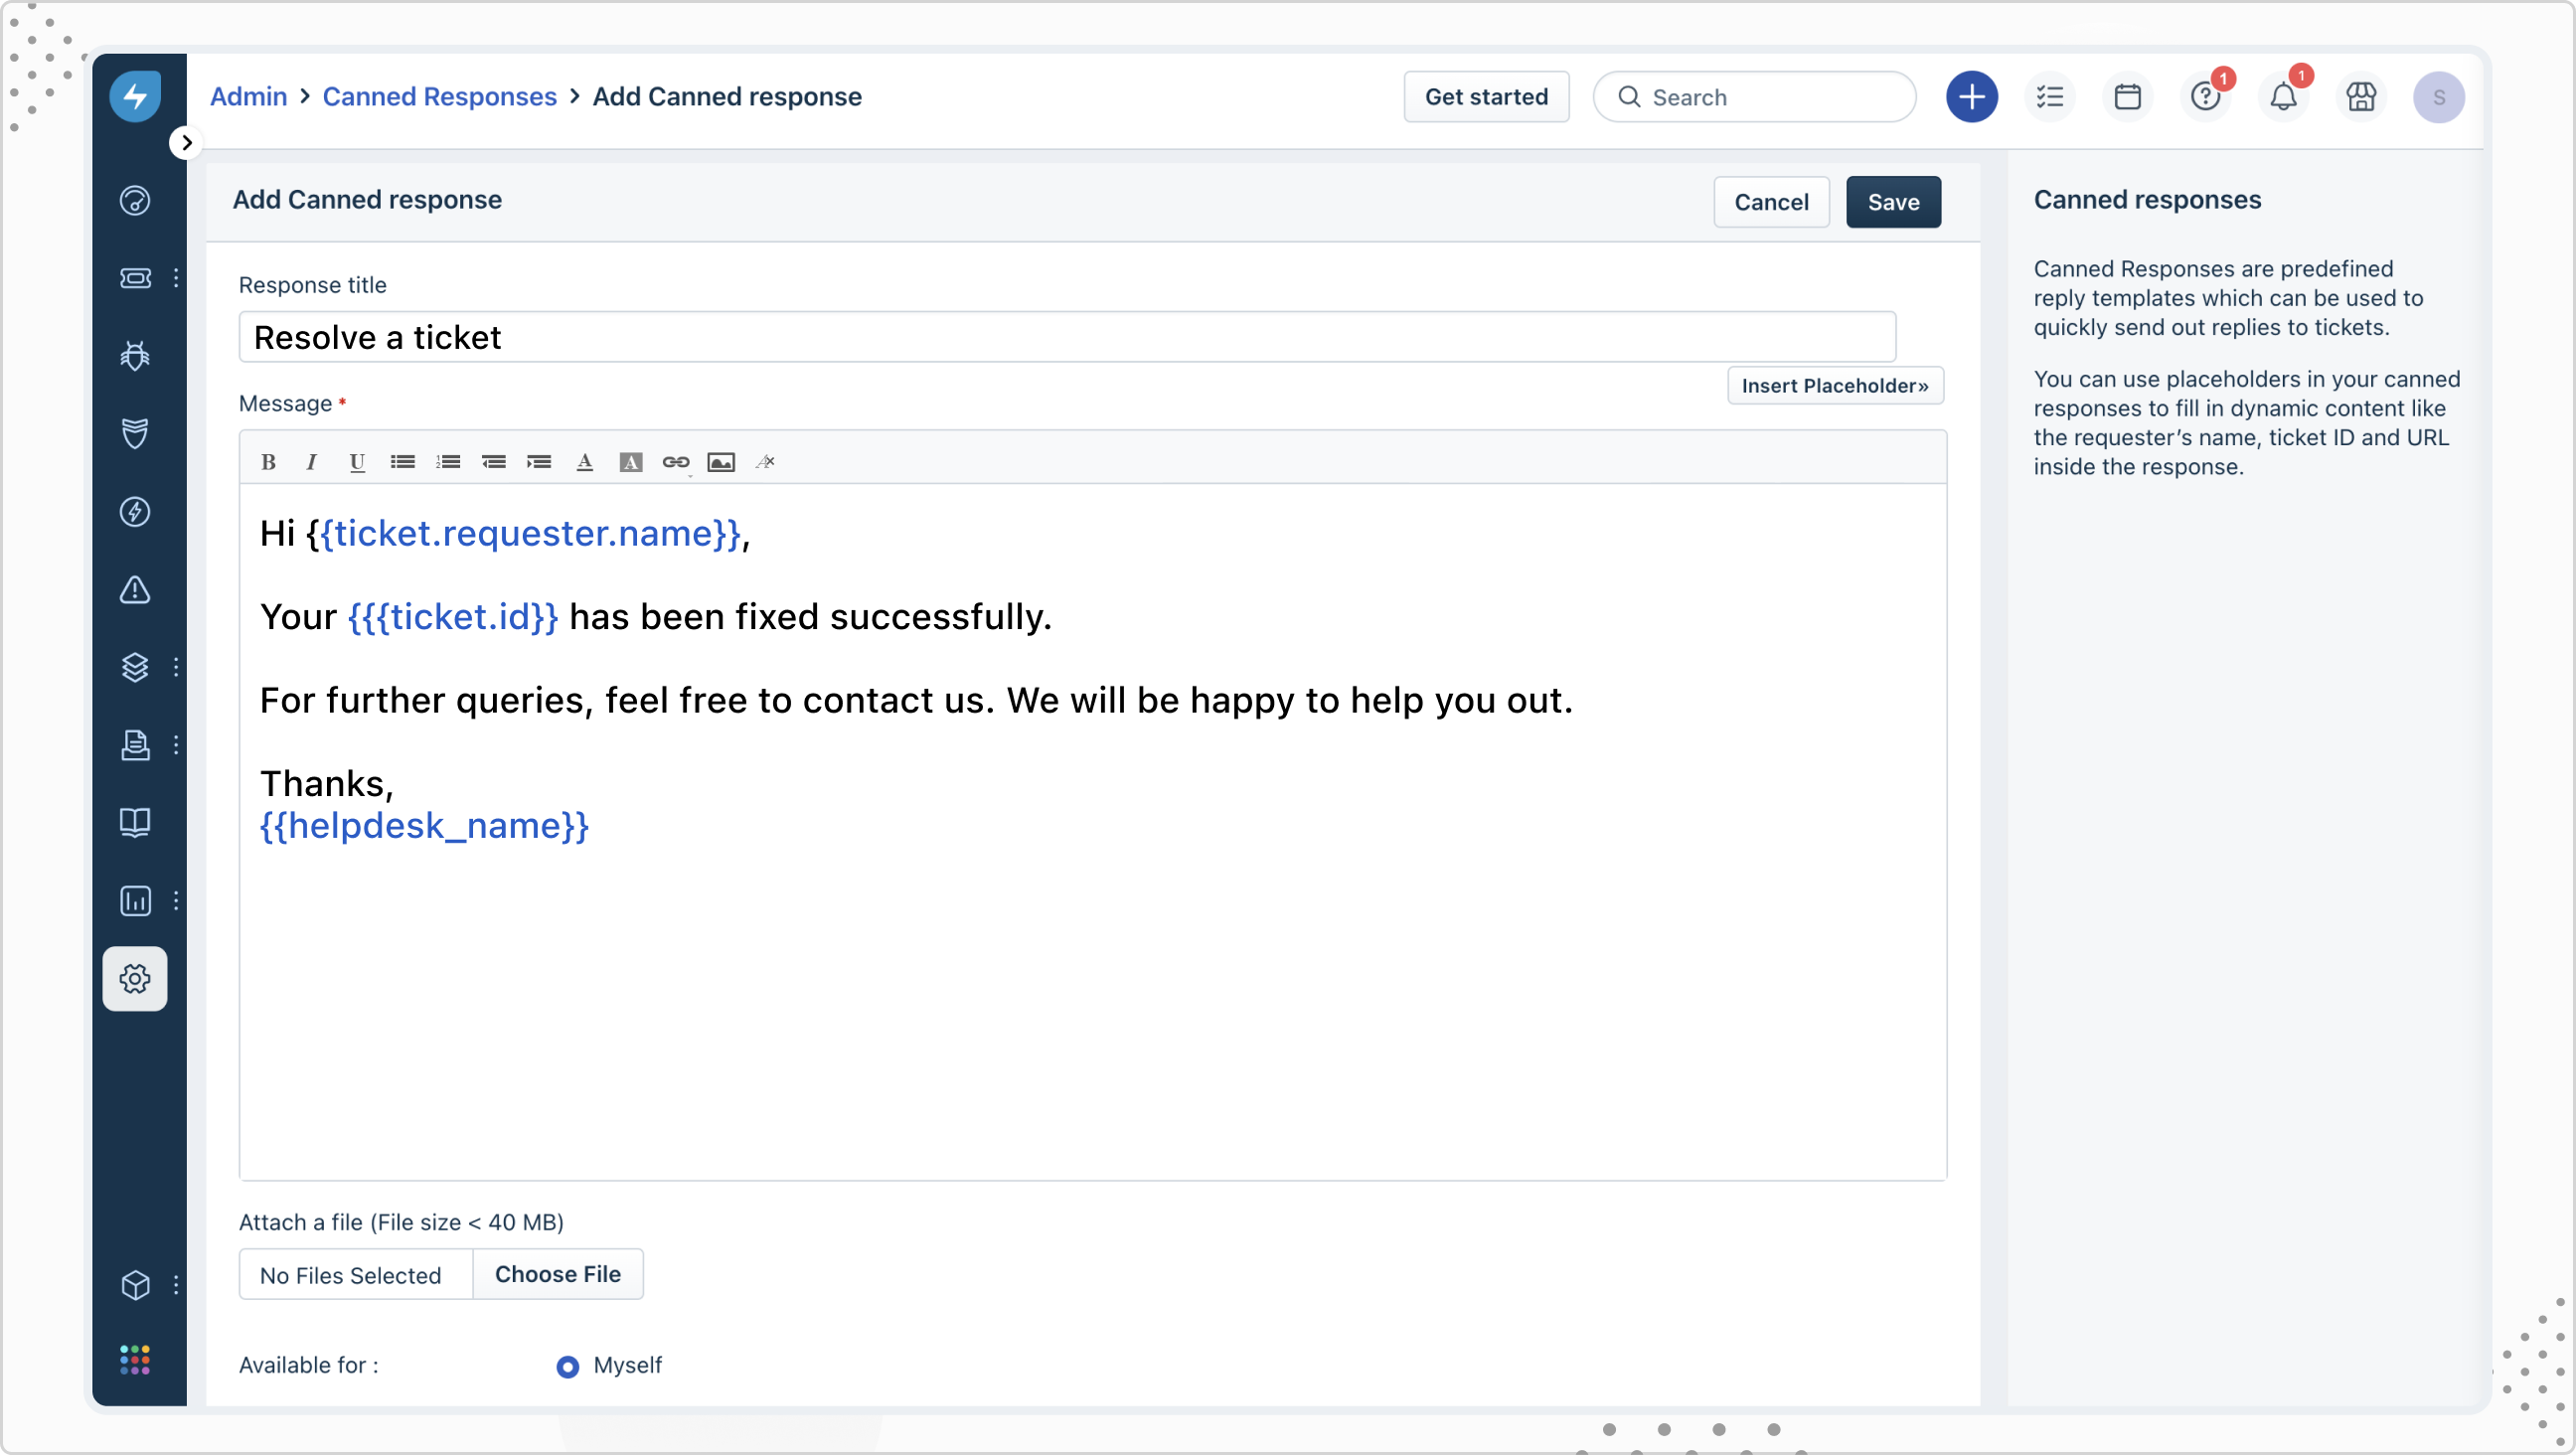 Admin > Canned Responses > Add Canned response
Get started
Search
1
1
S
Add Canned response
Cancel
Save
Response title
Resolve a ticket
Insert Placeholder»
Message *
B I U A A
Hi {{ticket.requester.name}},
Your {{{ticket.id}} has been fixed successfully.
For further queries, feel free to contact us. We will be happy to help you out.
Thanks,
{{helpdesk_name}}
Attach a file (File size < 40 MB)
No Files Selected
Choose File
Available for :
Myself
Canned responses
Canned Responses are predefined
reply templates which can be used to
quickly send out replies to tickets.
You can use placeholders in your canned
responses to fill in dynamic content like
the requester’s name, ticket ID and URL
inside the response.